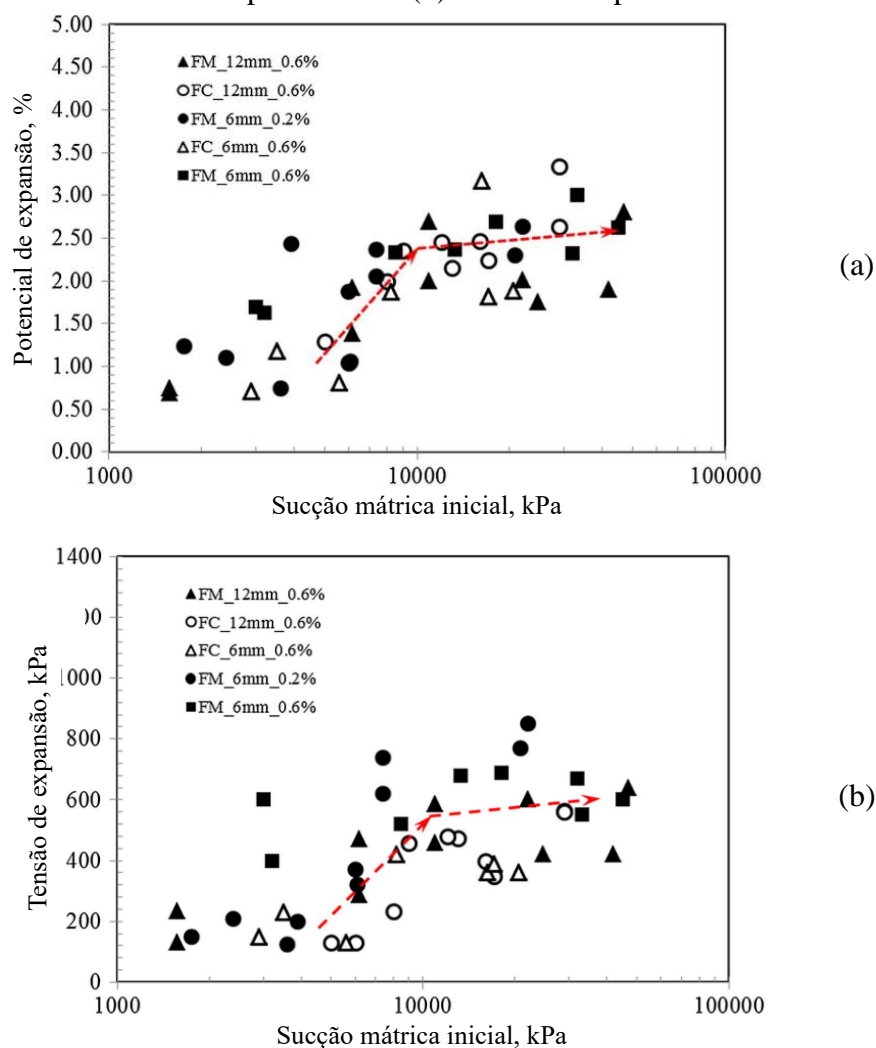 5.00
4.50
4.00
3.50
3.00
2.50
2.00
1.50
1.00
0.50
0.00
Potencial de expansão, %
FM_12mm_0.6%
FC_12mm_0.6%
FM_6mm_0.2%
FC_6mm_0.6%
FM_6mm_0.6%
(a)
1000
10000
100000
Sucção mátrica inicial, kPa
1400
1000
800
600
400
200
0
Tensão de expansão, kPa
FM_12mm_0.6%
FC_12mm_0.6%
FC_6mm_0.6%
FM_6mm_0.2%
FM_6mm_0.6%
(b)
1000
10000
100000
Sucção mátrica inicial, kPa